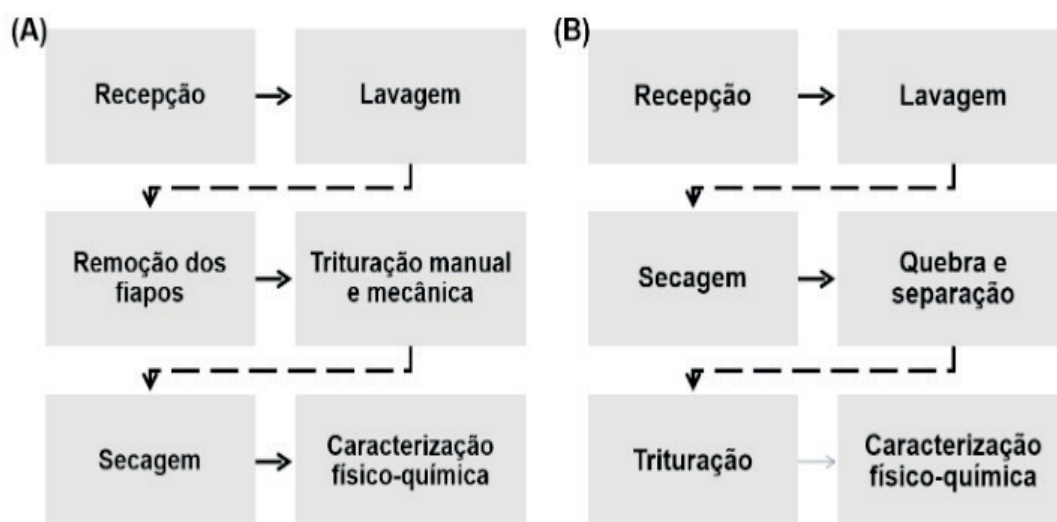 (A)
Recepção
Lavagem
Remoção dos
fiapos
Trituração manual
e mecânica
Secagem
Caracterização
físico-química
(B)
Recepção
Lavagem
Secagem
Quebra e
separação
Trituração
Caracterização
físico-química